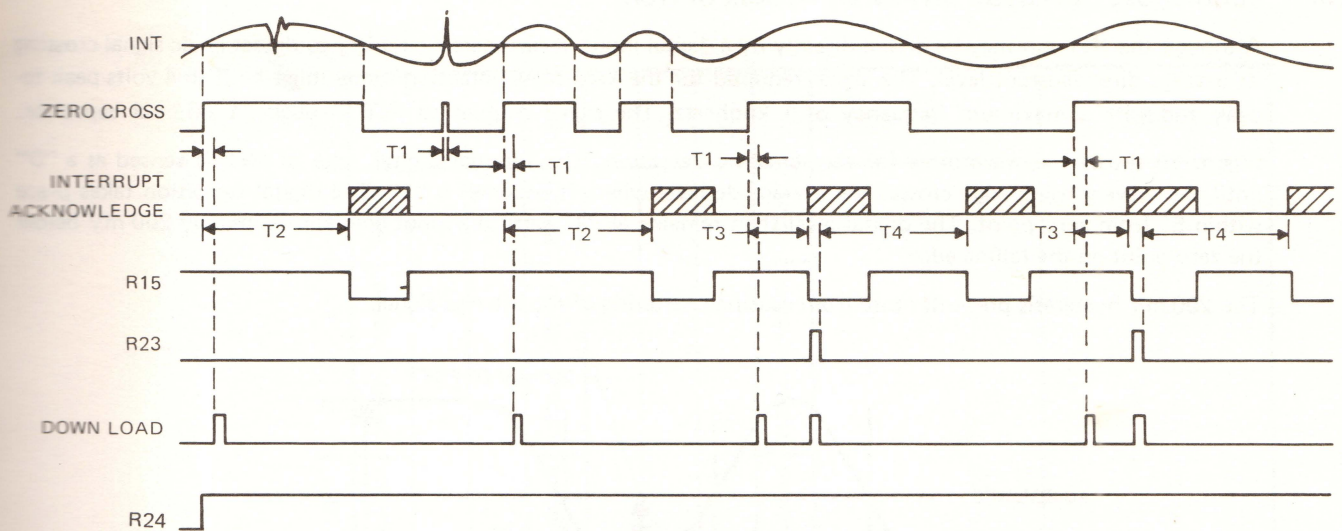 INT
ZERO CROSS
T1
T1
T1
T1
INTERRUPT
ACKNOWLEDGE
T2
T2
T3
T4
T3
T4
R15
R23
DOWN LOAD
R24